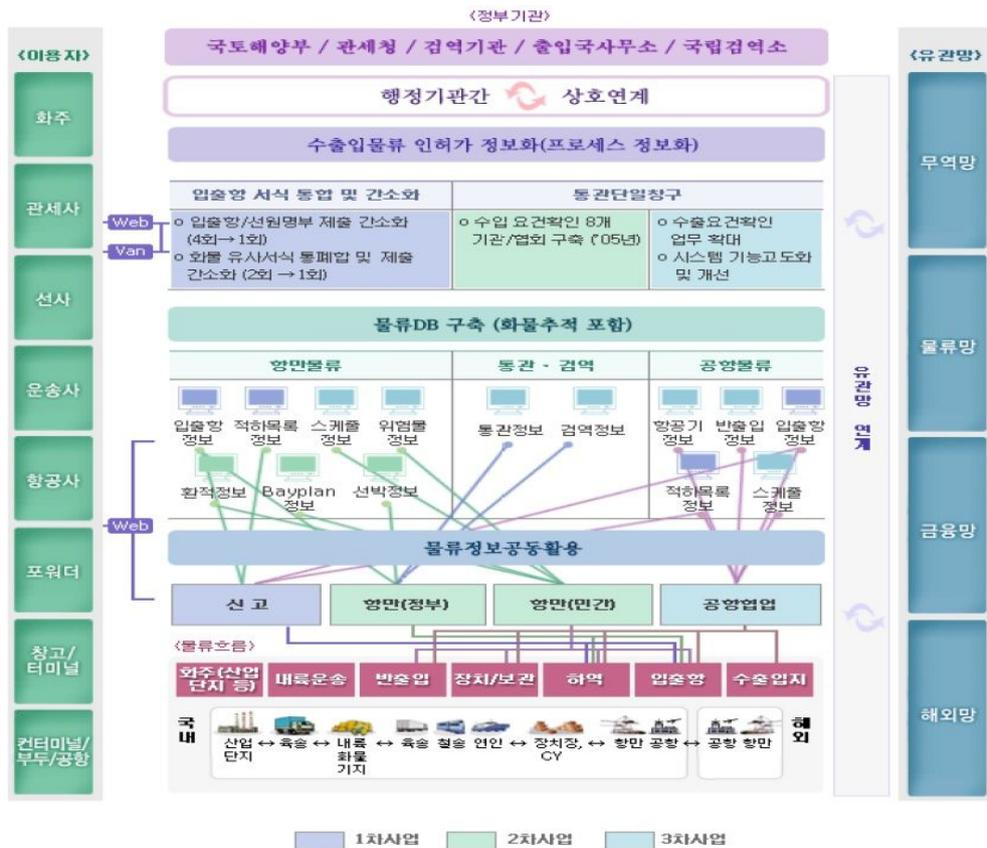 <정부기관>
국토해양부 / 관세청 / 검역기관 / 출입국사무소 / 국립검역소
<이용자>
화주
관세사
선사
운송사
항공사
포워더
창고/
터미널
컨터미널/
부두/공항
Web
Van
Web
행정기관간 상호연계
수출입물류 인허가 정보화(프로세스 정보화)
입출항 서식 통합 및 간소화
통관단일창구
o 입출항/선원명부 제출 간소화
(4회→1회)
o 화물 유사서식 통폐합 및 제출
간소화 (2회 →1회)
o 수입 요건확인 8개
기관/협회 구축 ('05년)
o 수출요건확인
업무 확대
o 시스템 기능고도화
및 개선
물류DB 구축 (화물추적 포함)
항만물류
통관 · 검역
공항물류
입출항
정보
적하목록
정보
스케줄
정보
위험물
정보
환적정보
Bayplan
정보
선박정보
통관정보
검역정보
항공기
정보
반출입
정보
입출항
정보
적하목록
정보
스케줄
정보
물류정보공동활용
신 고
항만(정부)
항만(민간)
공항협업
<물류흐름>
화주(산업
단지 등)
내륙운송
반출입
장치/보관
하역
입출항
수출입지
국내
산업
단지
↔ 육송 ↔
내륙
화물
기지
↔ 육송 철송 연안 ↔
장치장,
CY
↔ 항만 공항 ↔ 공항 항만
해외
유관망 연계
<유관망>
무역망
물류망
금융망
해외망
1차사업
2차사업
3차사업